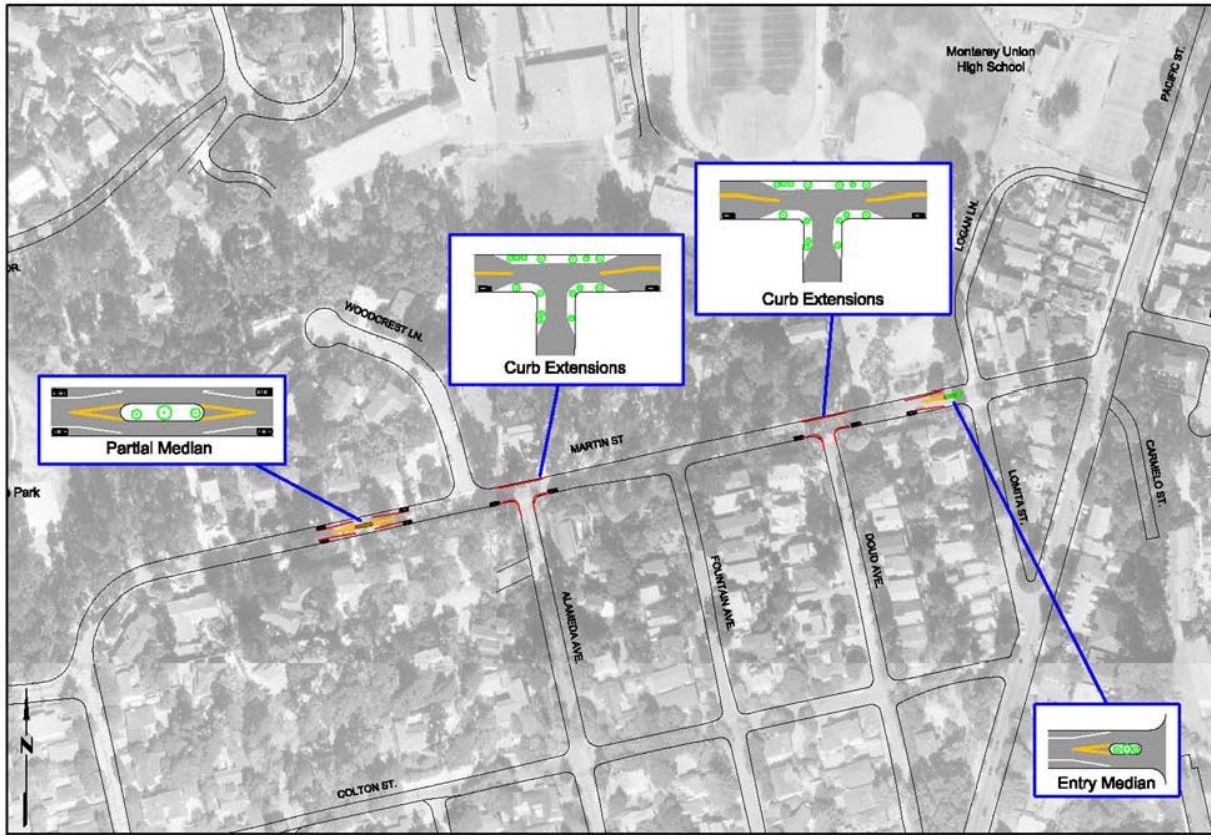 Monterey Union
High School
PACIFIC ST.
LOGAN LN.
Curb Extensions
Curb Extensions
DR.
WOODCREST LN.
Partial Median
MARTIN ST
CARMELO ST.
LOMITA ST.
Park
DOUD AVE.
FOUNTAIN AVE.
ALAMEDA AVE.
N
Entry Median
COLTON ST.